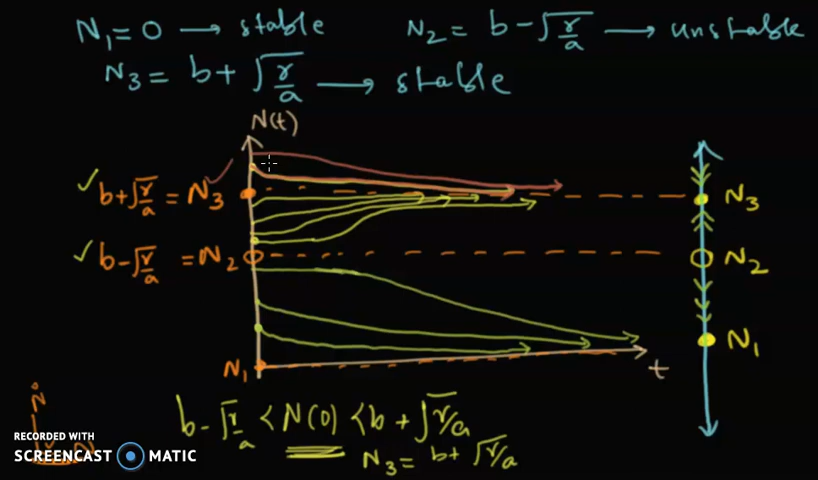 N₁ = 0 → stable
N₂ = b - √r/a → unstable
N₃ = b + √r/a → stable
N(t)
✓ b+√r/a = N₃ ✓
N₃
✓ b-√r/a = N₂
N₂
N₁
N₁
t
b - √r/a < N(0) < b + √r/a
N₃ = b+ √r/a
Ṅ
N
RECORDED WITH
SCREENCAST MATIC